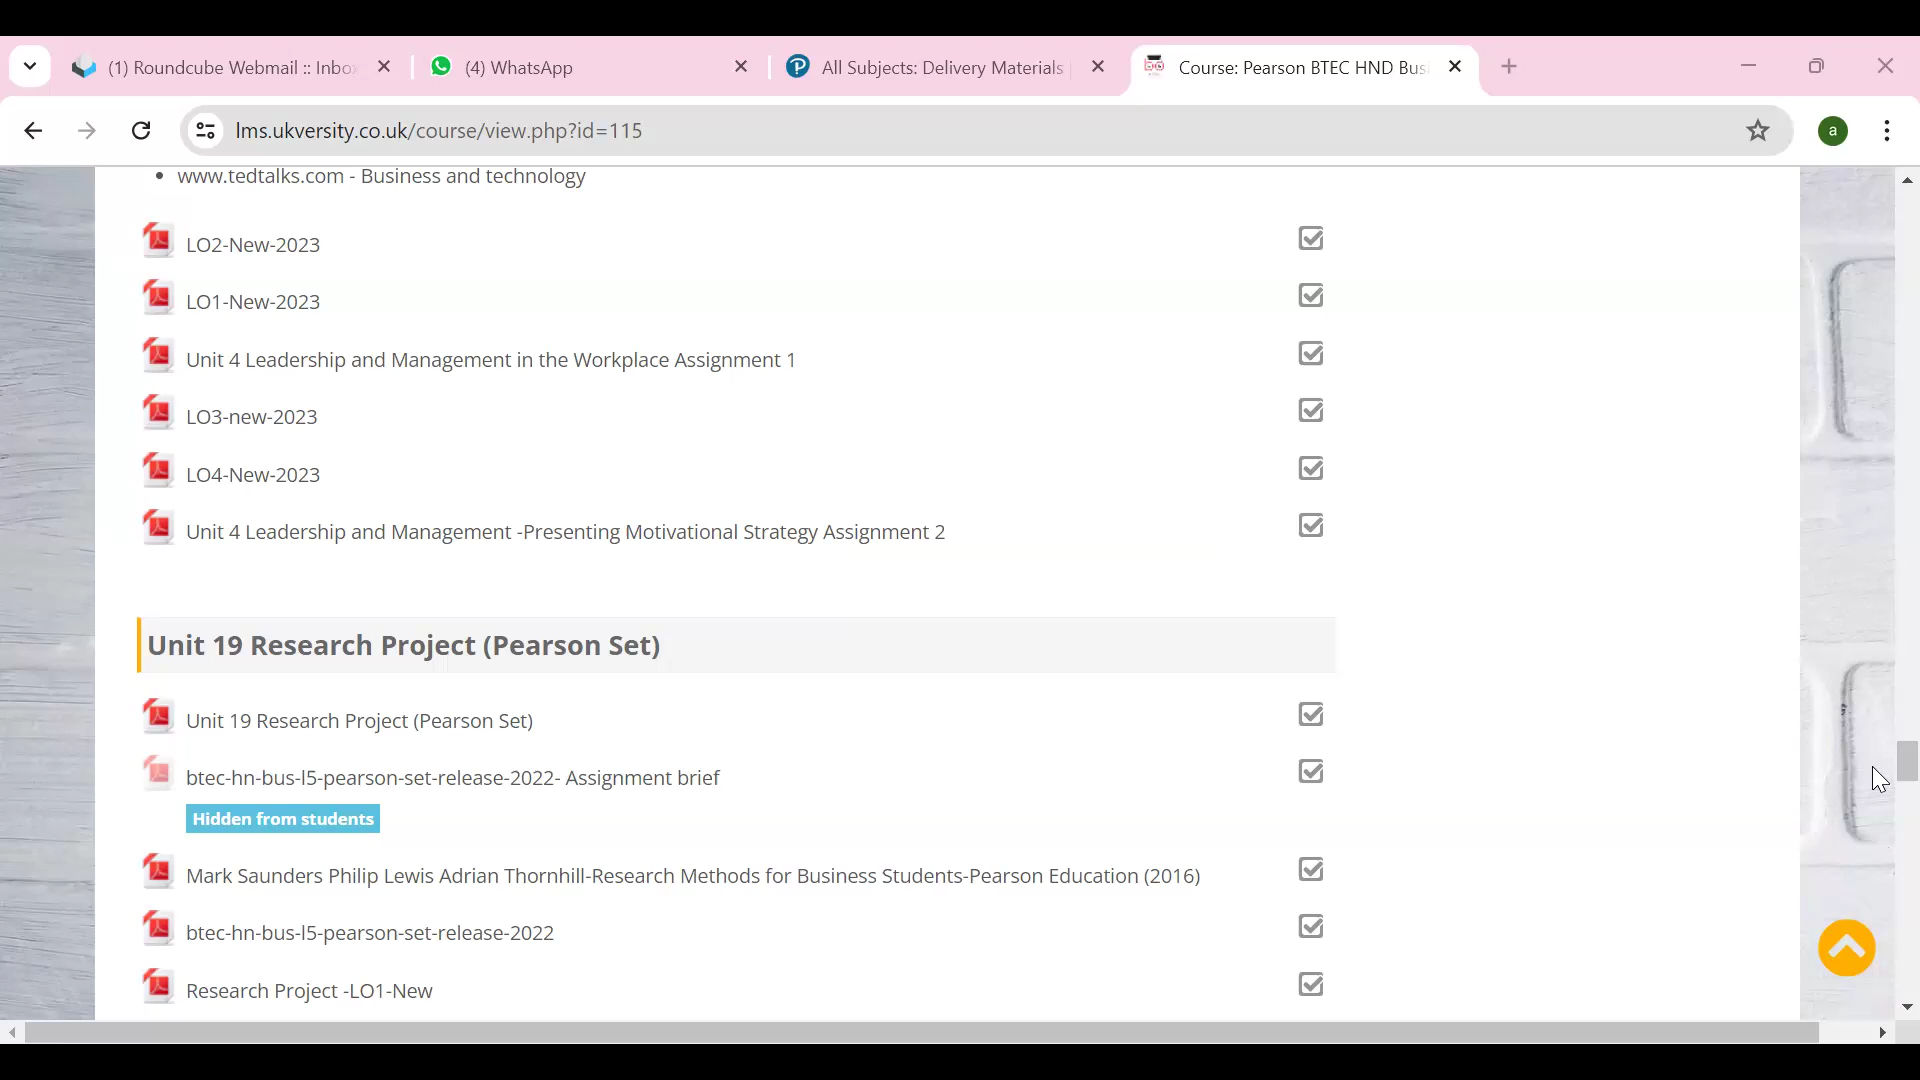 (1) Roundcube Webmail :: Inbo
(4) WhatsApp
All Subjects: Delivery Materials
Course: Pearson BTEC HND Busi
lms.ukversity.co.uk/course/view.php?id=115
a
www.tedtalks.com - Business and technology
LO2-New-2023
LO1-New-2023
Unit 4 Leadership and Management in the Workplace Assignment 1
LO3-new-2023
LO4-New-2023
Unit 4 Leadership and Management -Presenting Motivational Strategy Assignment 2
Unit 19 Research Project (Pearson Set)
Unit 19 Research Project (Pearson Set)
btec-hn-bus-l5-pearson-set-release-2022- Assignment brief
Hidden from students
Mark Saunders Philip Lewis Adrian Thornhill-Research Methods for Business Students-Pearson Education (2016)
btec-hn-bus-l5-pearson-set-release-2022
Research Project -LO1-New